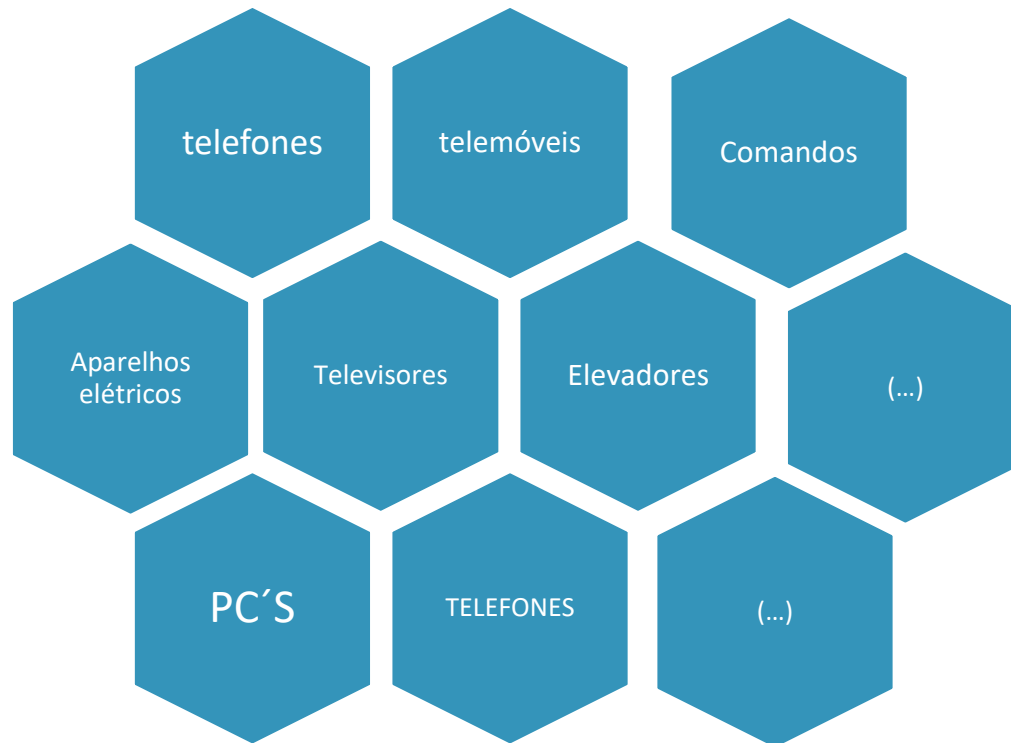 telefones
telemóveis
Comandos
Aparelhos
elétricos
Televisores
Elevadores
(...)
PC´S
TELEFONES
(...)